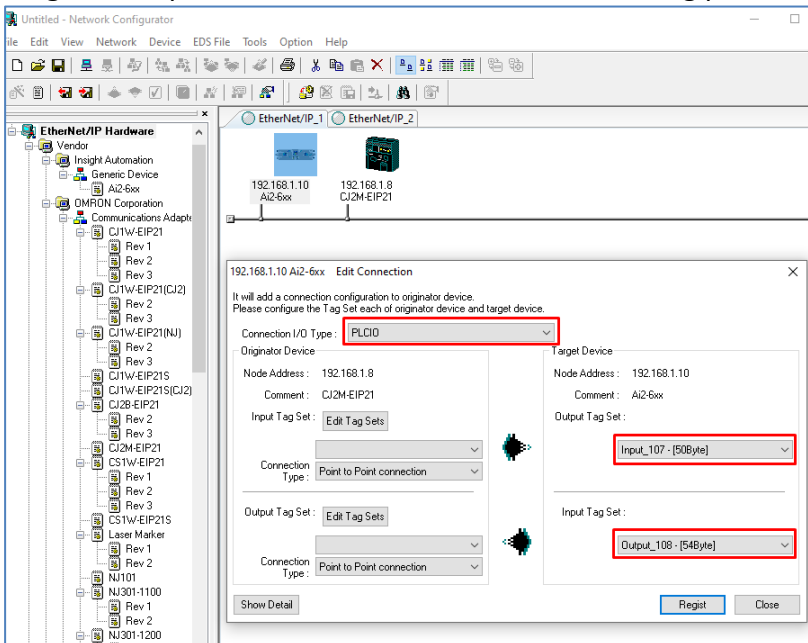 Untitled - Network Configurator
ile Edit View Network Device EDS File Tools Option Help
EtherNet/IP Hardware
Vendor
Insight Automation
Generic Device
Ai2-6xx
OMRON Corporation
Communications Adapte
CJ1W-EIP21
Rev 1
Rev 2
Rev 3
CJ1W-EIP21(CJ2)
Rev 2
Rev 3
CJ1W-EIP21(NJ)
Rev 2
Rev 3
CJ1W-EIP21S
CJ1W-EIP21S(CJ2)
CJ2B-EIP21
Rev 2
Rev 3
CJ2M-EIP21
CS1W-EIP21
Rev 1
Rev 2
Rev 3
CS1W-EIP21S
Laser Marker
Rev 1
Rev 2
NJ101
NJ301-1100
Rev 1
Rev 2
NJ301-1200
EtherNet/IP_1 EtherNet/IP_2
192.168.1.10 192.168.1.8
Ai2-6xx CJ2M-EIP21
192.168.1.10 Ai2-6xx Edit Connection
It will add a connection configuration to originator device.
Please configure the Tag Set each of originator device and target device.
Connection I/O Type : PLCIO
Originator Device
Node Address : 192.168.1.8
Comment : CJ2M-EIP21
Input Tag Set : Edit Tag Sets
Connection Type : Point to Point connection
Output Tag Set : Edit Tag Sets
Connection Type : Point to Point connection
Target Device
Node Address : 192.168.1.10
Comment : Ai2-6xx
Output Tag Set :
Input_107 - [50Byte]
Input Tag Set :
Output_108 - [54Byte]
Show Detail Regist Close